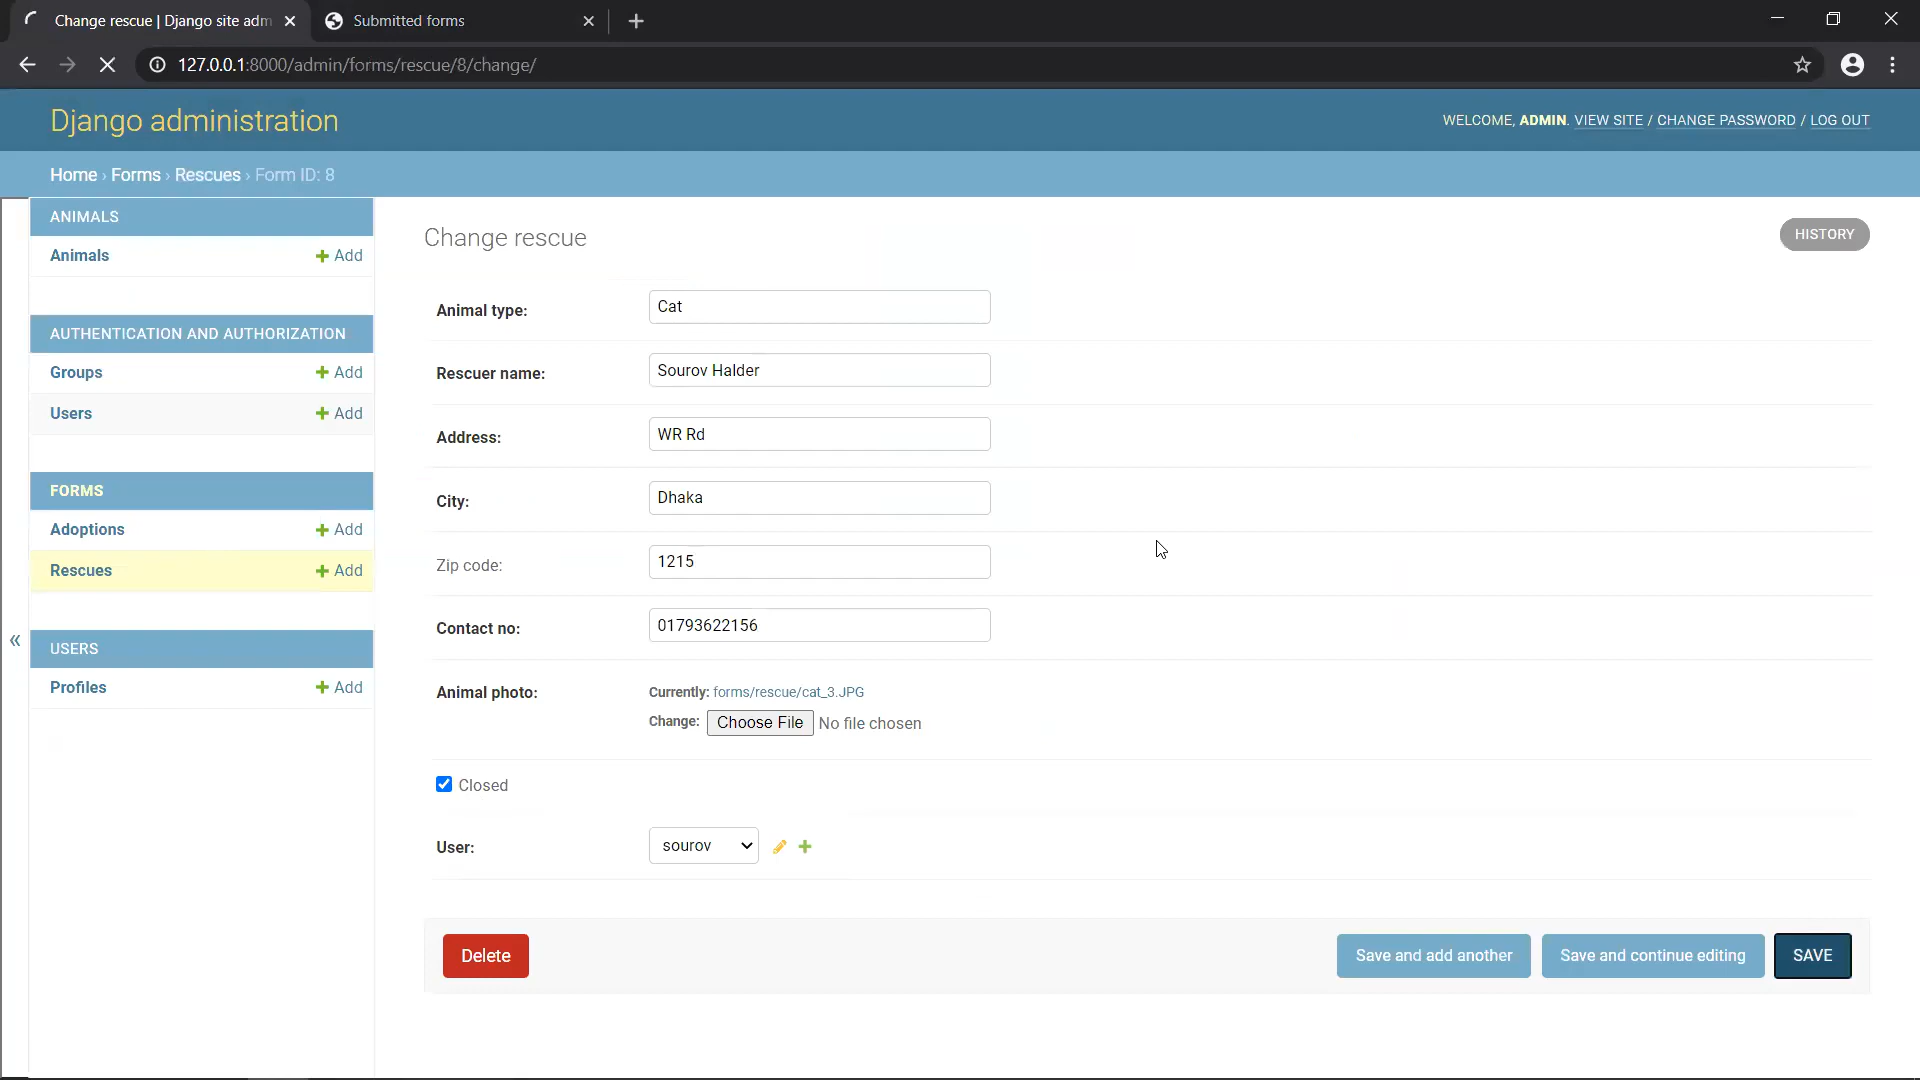 Change rescue | Django site adm
Submitted forms
127.0.0.1:8000/admin/forms/rescue/8/change/
Django administration
WELCOME, ADMIN. VIEW SITE / CHANGE PASSWORD / LOG OUT
Home › Forms › Rescues › Form ID: 8
ANIMALS
Animals + Add
AUTHENTICATION AND AUTHORIZATION
Groups + Add
Users + Add
FORMS
Adoptions + Add
Rescues + Add
«
USERS
Profiles + Add
Change rescue
HISTORY
Animal type: Cat
Rescuer name: Sourov Halder
Address: WR Rd
City: Dhaka
Zip code: 1215
Contact no: 01793622156
Animal photo: Currently: forms/rescue/cat_3.JPG
Change: Choose File No file chosen
Closed
User: sourov
Delete
Save and add another
Save and continue editing
SAVE